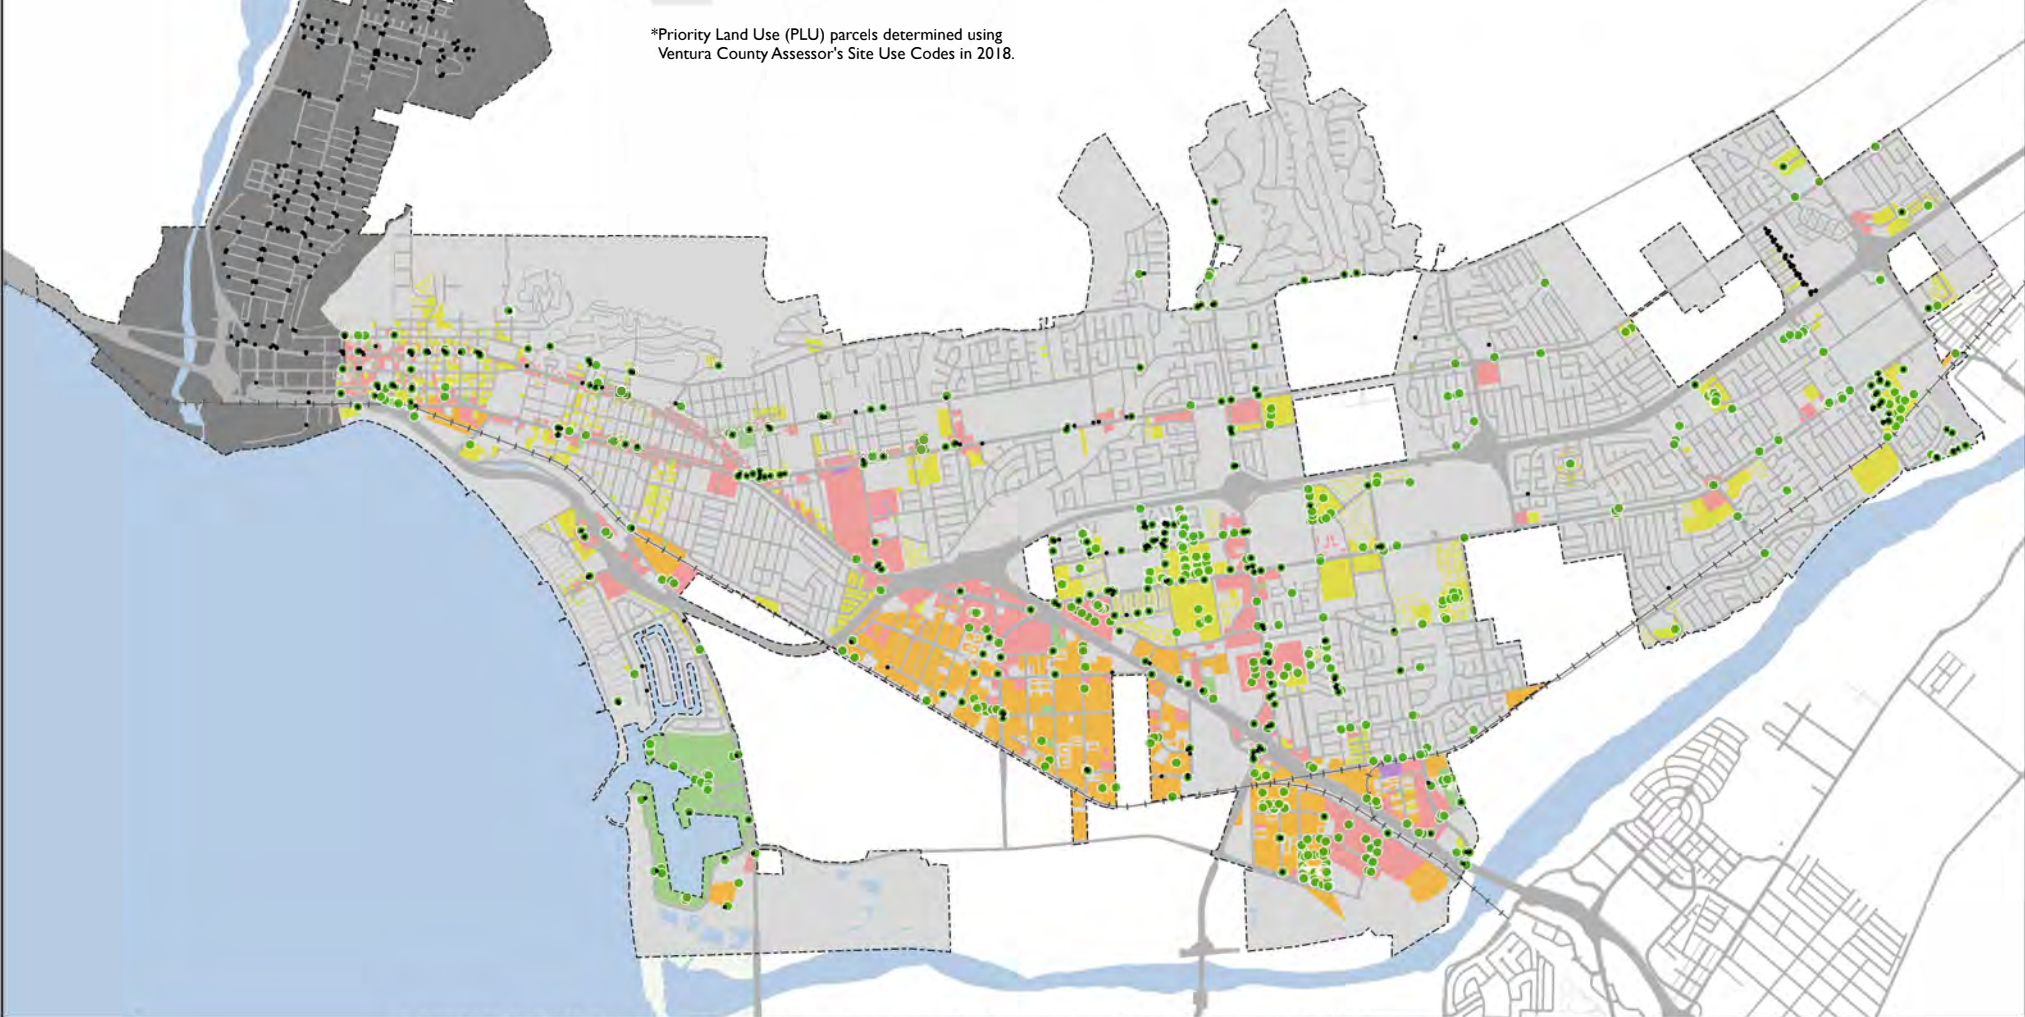 *Priority Land Use (PLU) parcels determined using
Ventura County Assessor's Site Use Codes in 2018.